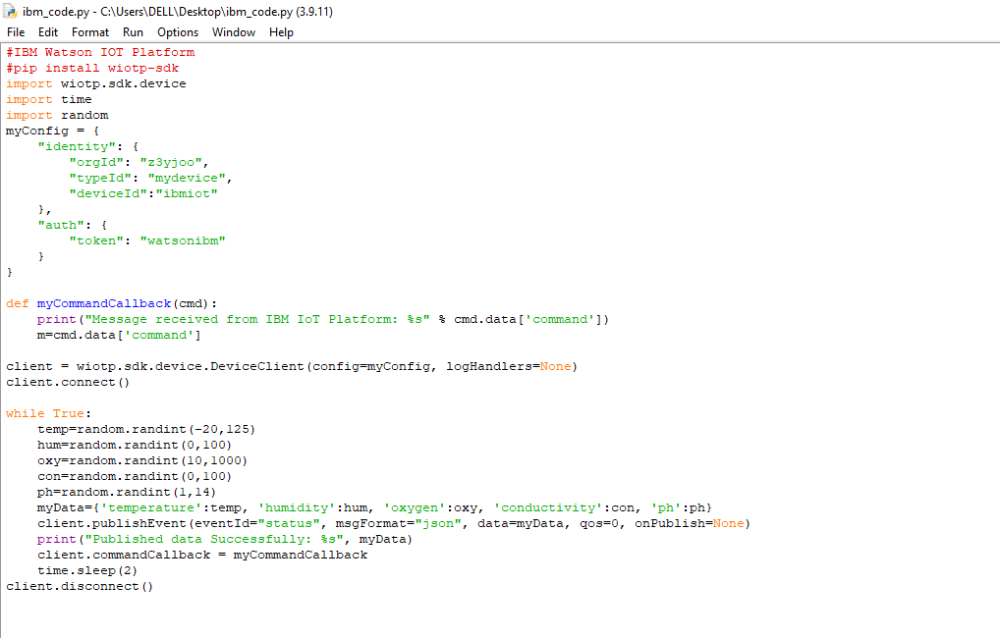 ibm_code.py - C:\Users\DELL\Desktop\ibm_code.py (3.9.11)
File Edit Format Run Options Window Help
#IBM Watson IOT Platform
#pip install wiotp-sdk
import wiotp.sdk.device
import time
import random
myConfig = {
    "identity": {
        "orgId": "z3yjoo",
        "typeId": "mydevice",
        "deviceId":"ibmiot"
    },
    "auth": {
        "token": "watsonibm"
    }
}

def myCommandCallback(cmd):
    print("Message received from IBM IoT Platform: %s" % cmd.data['command'])
    m=cmd.data['command']

client = wiotp.sdk.device.DeviceClient(config=myConfig, logHandlers=None)
client.connect()

while True:
    temp=random.randint(-20,125)
    hum=random.randint(0,100)
    oxy=random.randint(10,1000)
    con=random.randint(0,100)
    ph=random.randint(1,14)
    myData={'temperature':temp, 'humidity':hum, 'oxygen':oxy, 'conductivity':con, 'ph':ph}
    client.publishEvent(eventId="status", msgFormat="json", data=myData, qos=0, onPublish=None)
    print("Published data Successfully: %s", myData)
    client.commandCallback = myCommandCallback
    time.sleep(2)
client.disconnect()